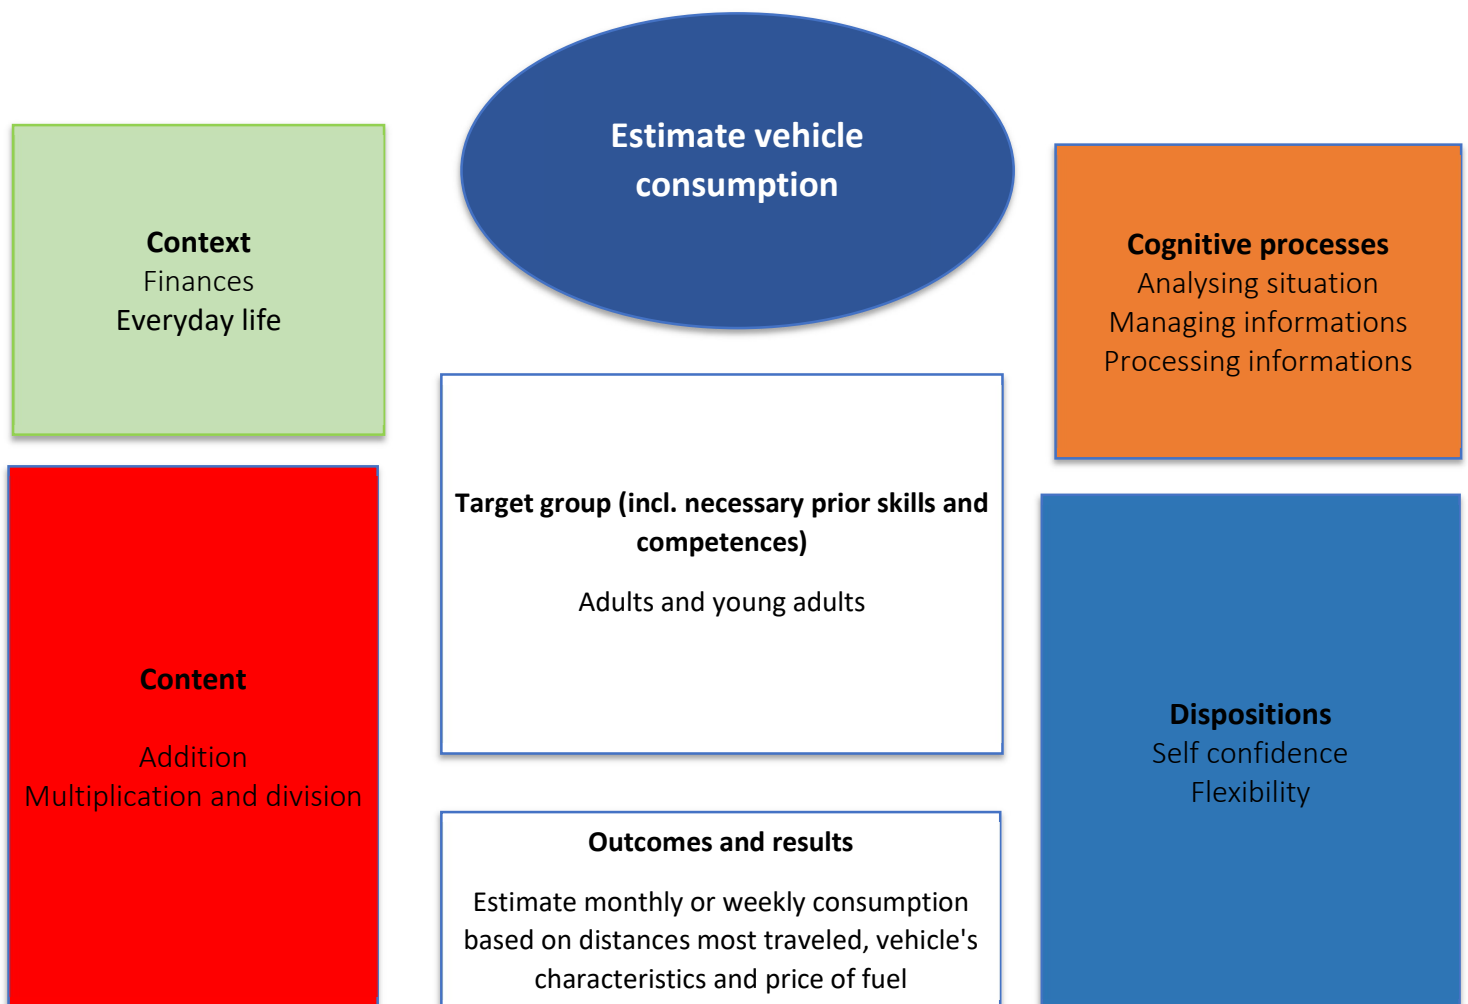 Estimate vehicle
consumption
Context
Finances
Everyday life
Cognitive processes
Analysing situation
Managing informations
Processing informations
Target group (incl. necessary prior skills and
competences)
Adults and young adults
Content
Addition
Multiplication and division
Dispositions
Self confidence
Flexibility
Outcomes and results
Estimate monthly or weekly consumption
based on distances most traveled, vehicle's
characteristics and price of fuel